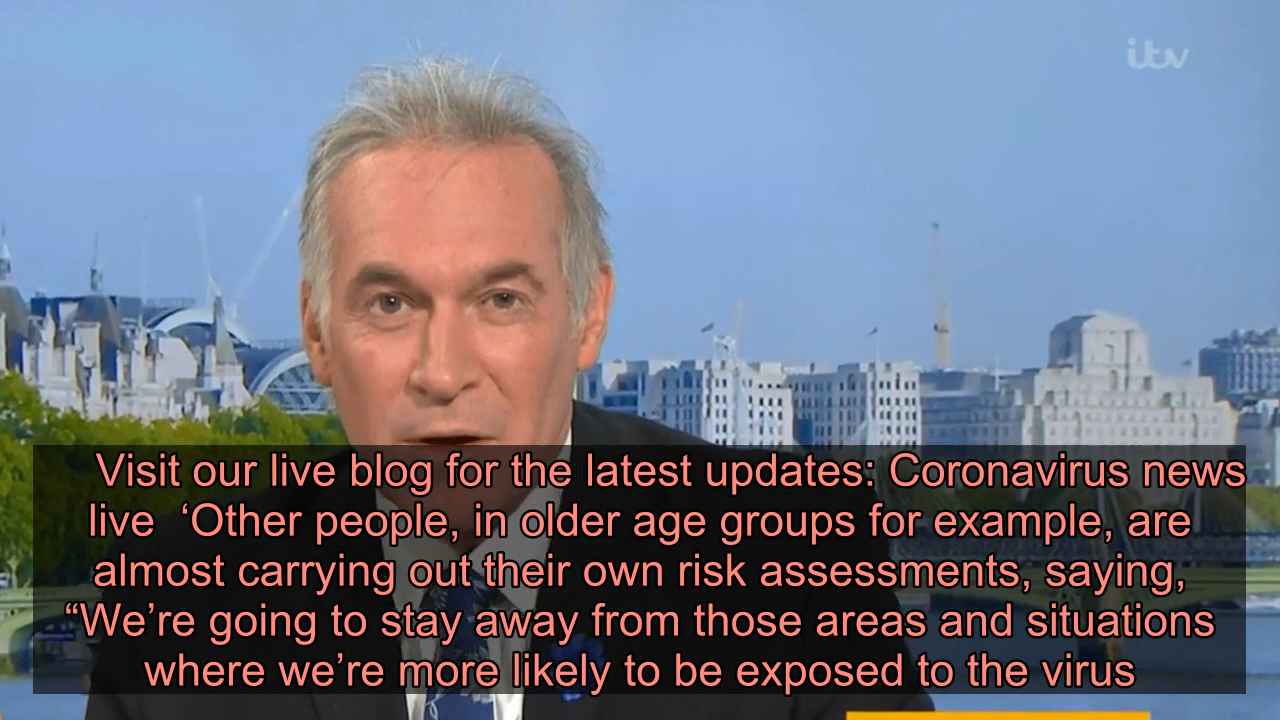 itv
Visit our live blog for the latest updates: Coronavirus news
live  ‘Other people, in older age groups for example, are
almost carrying out their own risk assessments, saying,
“We’re going to stay away from those areas and situations
where we’re more likely to be exposed to the virus